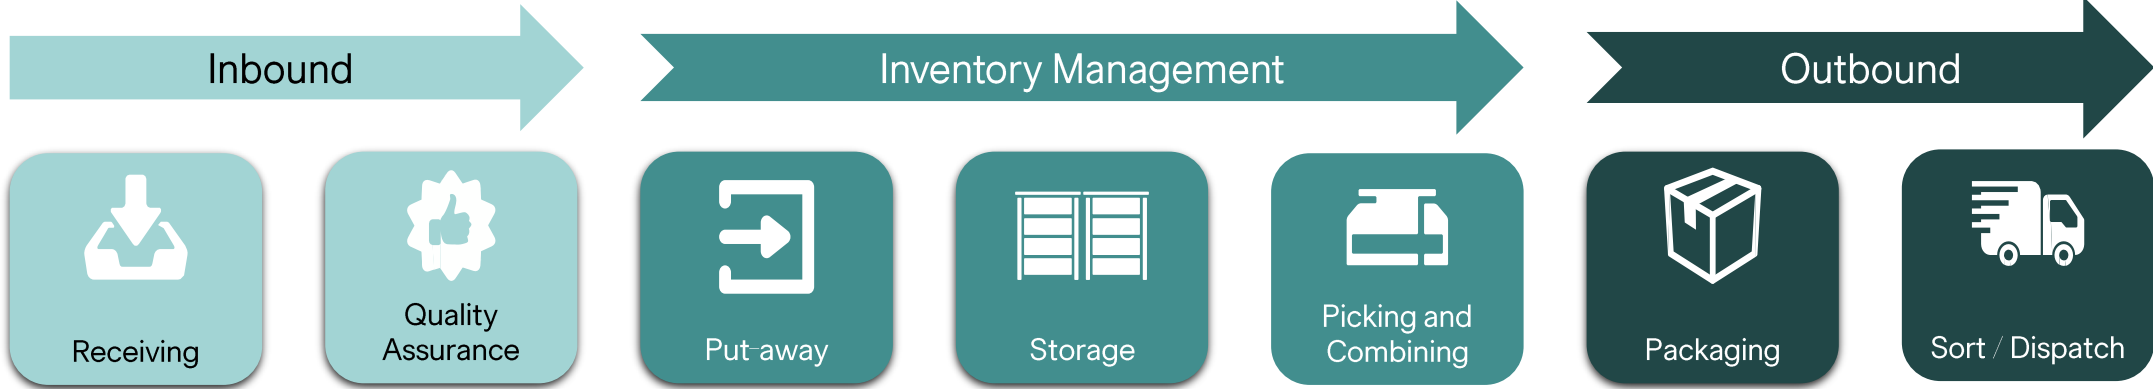 Inbound
Inventory Management
Outbound
Receiving
Quality
Assurance
Put-away
Storage
Picking and
Combining
Packaging
Sort / Dispatch